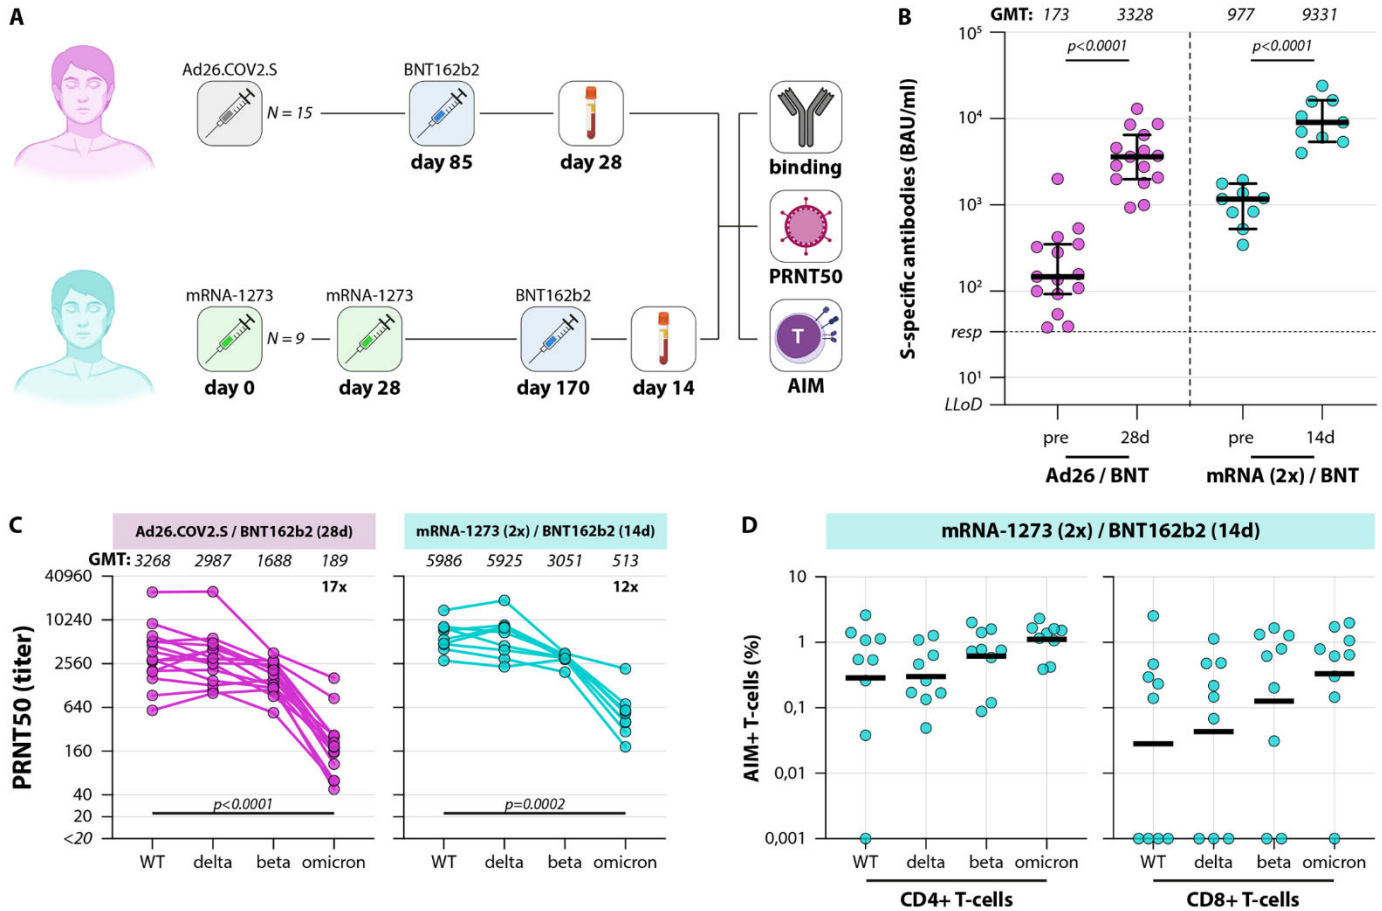 A
Ad26.COV2.S
BNT162b2
N = 15
day 85
day 28
binding
PRNT50
mRNA-1273
mRNA-1273
BNT162b2
N = 9
T
day 0
day 28
day 170
day 14
AIM
B
GMT: 173 3328 977 9331
p<0.0001 p<0.0001
S-specific antibodies (BAU/ml)
10⁵
10⁴
10³
10²
resp
10¹
LLoD
pre 28d pre 14d
Ad26 / BNT mRNA (2x) / BNT
C
Ad26.COV2.S / BNT162b2 (28d)
mRNA-1273 (2x) / BNT162b2 (14d)
GMT: 3268 2987 1688 189
5986 5925 3051 513
17x
12x
PRNT50 (titer)
40960
10240
2560
640
160
40
20
<20
p<0.0001
p=0.0002
WT delta beta omicron
WT delta beta omicron
D
mRNA-1273 (2x) / BNT162b2 (14d)
AIM+ T-cells (%)
10
1
0,1
0,01
0,001
WT delta beta omicron
WT delta beta omicron
CD4+ T-cells
CD8+ T-cells